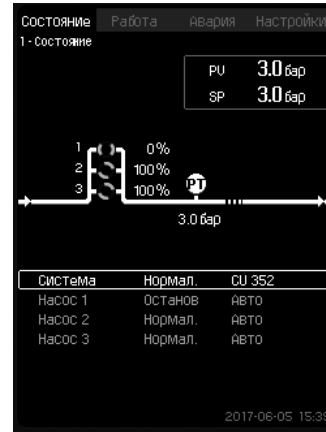 Состояние Работа Авария Настройки
1 - Состояние
PV 3.0 бар
SP 3.0 бар
1 0%
2 100%
3 100%
PT
3.0 бар
Система Нормал. CU 352
Насос 1 Останов Авто
Насос 2 Нормал. Авто
Насос 3 Нормал. Авто
2017-06-05 15:39